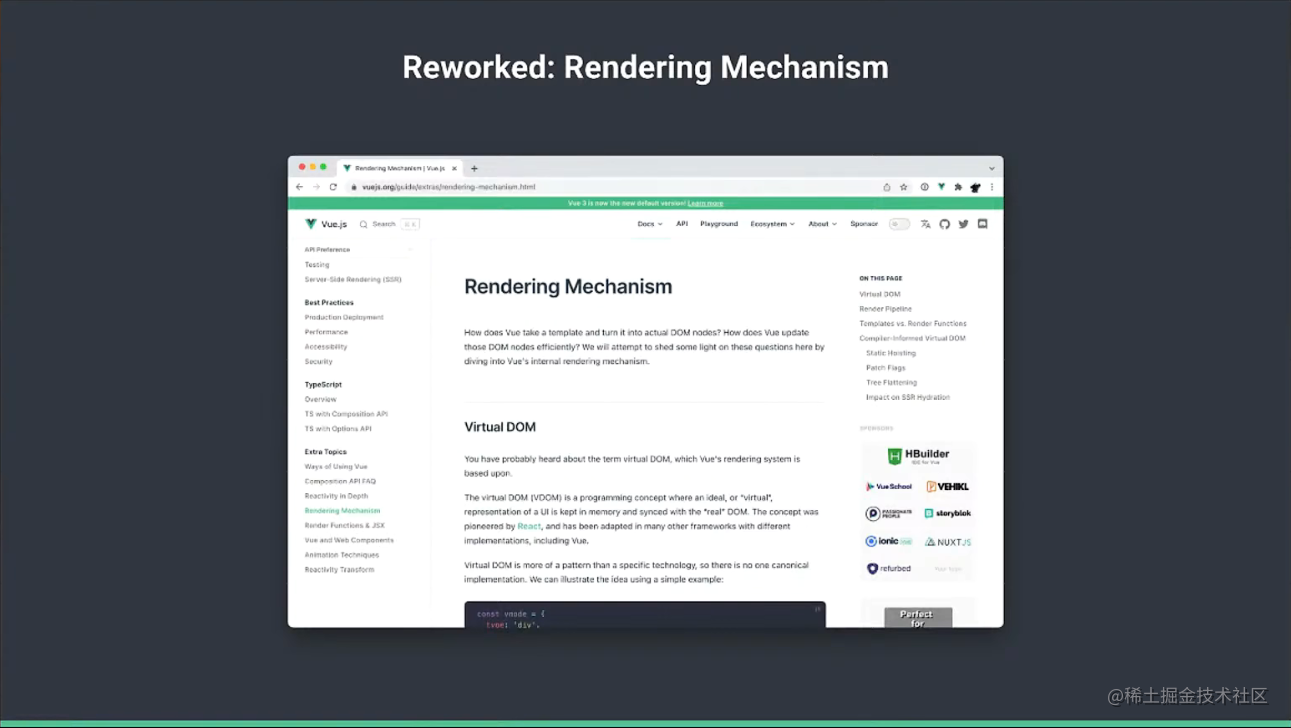 Reworked: Rendering Mechanism
Rendering Mechanism | Vue.js
vuejs.org/guide/extras/rendering-mechanism.html
Vue 3 is now the new default version! Learn more
Vue.js
Search
⌘ K
Docs
API
Playground
Ecosystem
About
Sponsor
API Preference
Testing
Server-Side Rendering (SSR)
Best Practices
Production Deployment
Performance
Accessibility
Security
TypeScript
Overview
TS with Composition API
TS with Options API
Extra Topics
Ways of Using Vue
Composition API FAQ
Reactivity in Depth
Rendering Mechanism
Render Functions & JSX
Vue and Web Components
Animation Techniques
Reactivity Transform
Rendering Mechanism
How does Vue take a template and turn it into actual DOM nodes? How does Vue update
those DOM nodes efficiently? We will attempt to shed some light on these questions here by
diving into Vue's internal rendering mechanism.
Virtual DOM
You have probably heard about the term virtual DOM, which Vue's rendering system is
based upon.
The virtual DOM (VDOM) is a programming concept where an ideal, or “virtual”,
representation of a UI is kept in memory and synced with the “real” DOM. The concept was
pioneered by React, and has been adapted in many other frameworks with different
implementations, including Vue.
Virtual DOM is more of a pattern than a specific technology, so there is no one canonical
implementation. We can illustrate the idea using a simple example:
const vnode = {
type: 'div',
js
ON THIS PAGE
Virtual DOM
Render Pipeline
Templates vs. Render Functions
Compiler-Informed Virtual DOM
Static Hoisting
Patch Flags
Tree Flattening
Impact on SSR Hydration
SPONSORS
HBuilder
IDE for Vue
Vue School
VEHIKL
PASSIONATE
PEOPLE
storyblok
ionic
NUXTJS
refurbed
Your logo
Perfect
for
@稀土掘金技术社区